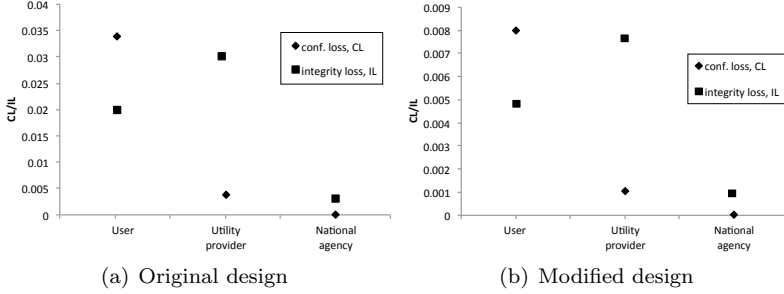 0.04
0.035
0.03
0.025
0.02
0.015
0.01
0.005
0
CL/IL
conf. loss, CL
integrity loss, IL
User
Utility
provider
National
agency
(a) Original design
0.009
0.008
0.007
0.006
0.005
0.004
0.003
0.002
0.001
0
CL/IL
conf. loss, CL
integrity loss, IL
User
Utility
provider
National
agency
(b) Modified design